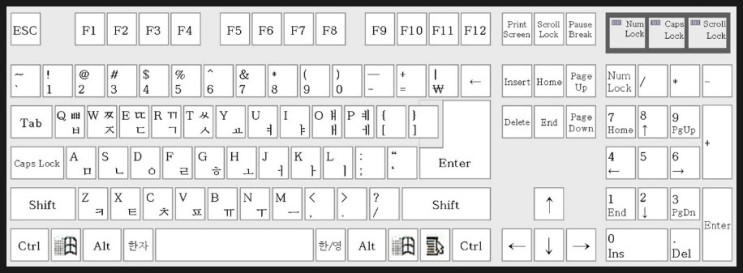 ESC F1 F2 F3 F4 F5 F6 F7 F8 F9 F10 F11 F12 Print Screen Scroll Lock Pause Break Num Lock Caps Lock Scroll Lock
~ ` ! 1 @ 2 # 3 $ 4 % 5 ^ 6 & 7 * 8 ( 9 ) 0 — - + = | ₩ ← Insert Home Page Up Num Lock / * -
Tab Q ㅃ ㅂ W ㅉ ㅈ E ㄸ ㄷ R ㄲ ㄱ T ㅆ ㅅ Y ㅛ U ㅕ I ㅑ O ㅒ ㅐ P ㅖ ㅔ { [ } ] Delete End Page Down 7 Home 8 ↑ 9 PgUp +
Caps Lock A ㅁ S ㄴ D ㅇ F ㄹ G ㅎ H ㅗ J ㅓ K ㅏ L ㅣ : ; “ ‘ Enter 4 ← 5 6 →
Shift Z ㅋ X ㅌ C ㅊ V ㅍ B ㅠ N ㅜ M ㅡ < , > . ? / Shift ↑ 1 End 2 ↓ 3 PgDn Enter
Ctrl Alt 한자 한/영 Alt Ctrl ← ↓ → 0 Ins . Del